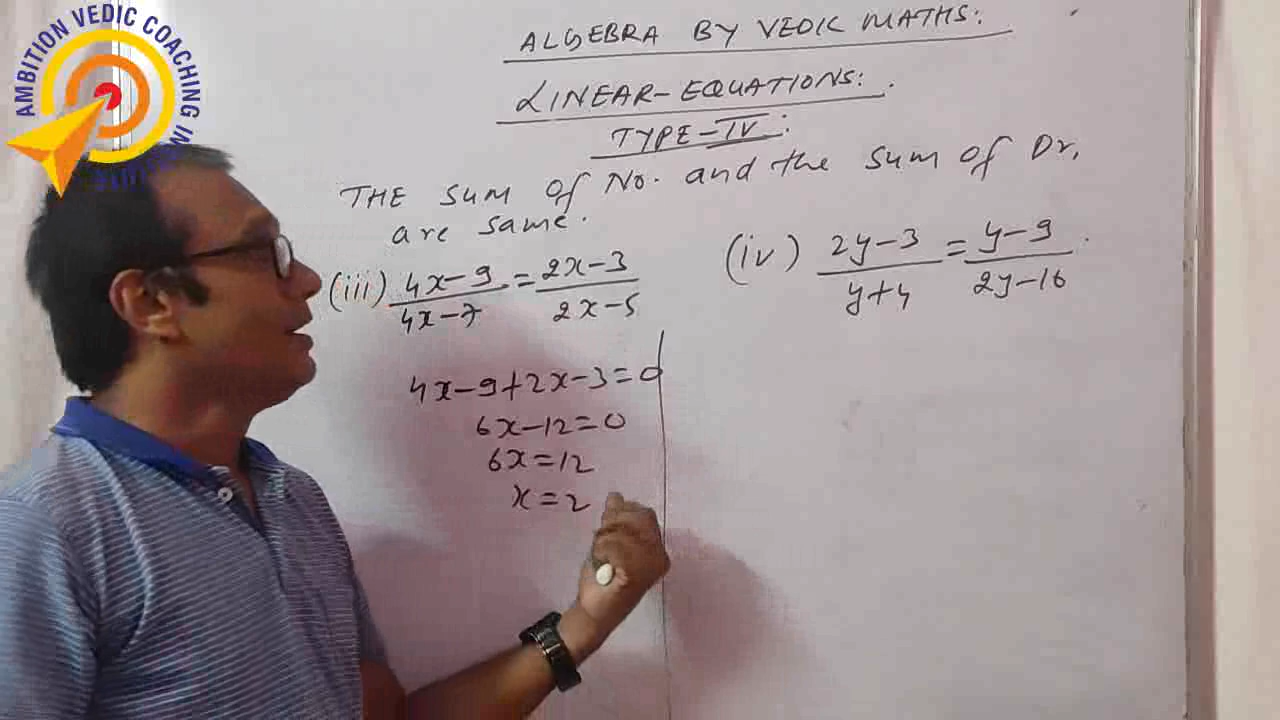 AMBITION VEDIC COACHING
ALGEBRA BY VEDIC MATHS:
LINEAR-EQUATIONS:
TYPE-IV:
THE sum of No. and the sum of Dr.
are same.
(iii) 4x-9/4x-7 = 2x-3/2x-5
(iv) 2y-3/y+4 = y-9/2y-16
4x-9+2x-3=0
6x-12=0
6x=12
x=2